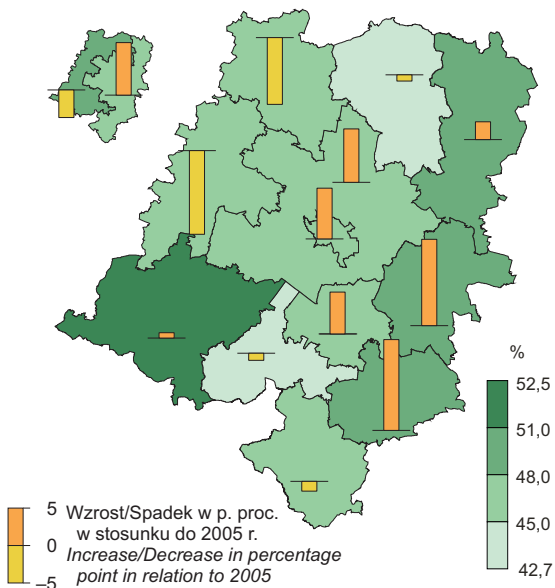 %
52,5
51,0
48,0
45,0
42,7
5
0
–5
Wzrost/Spadek w p. proc.
w stosunku do 2005 r.
Increase/Decrease in percentage
point in relation to 2005